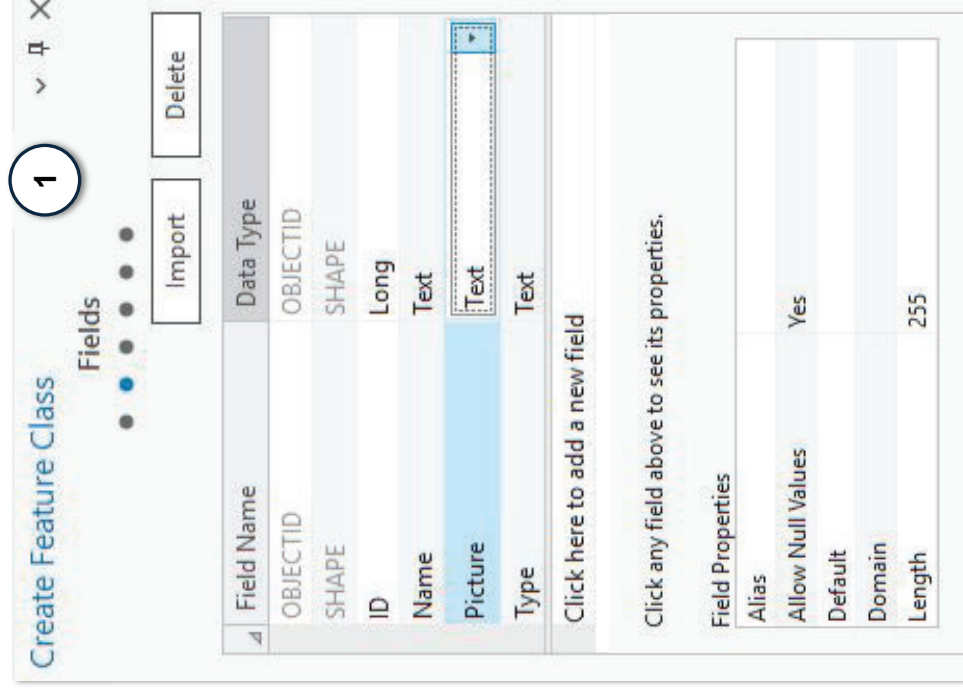 Create Feature Class
1
Fields
Import Delete
Field Name Data Type
OBJECTID OBJECTID
SHAPE SHAPE
ID Long
Name Text
Picture Text
Type Text
Click here to add a new field
Click any field above to see its properties.
Field Properties
Alias
Allow Null Values Yes
Default
Domain
Length 255